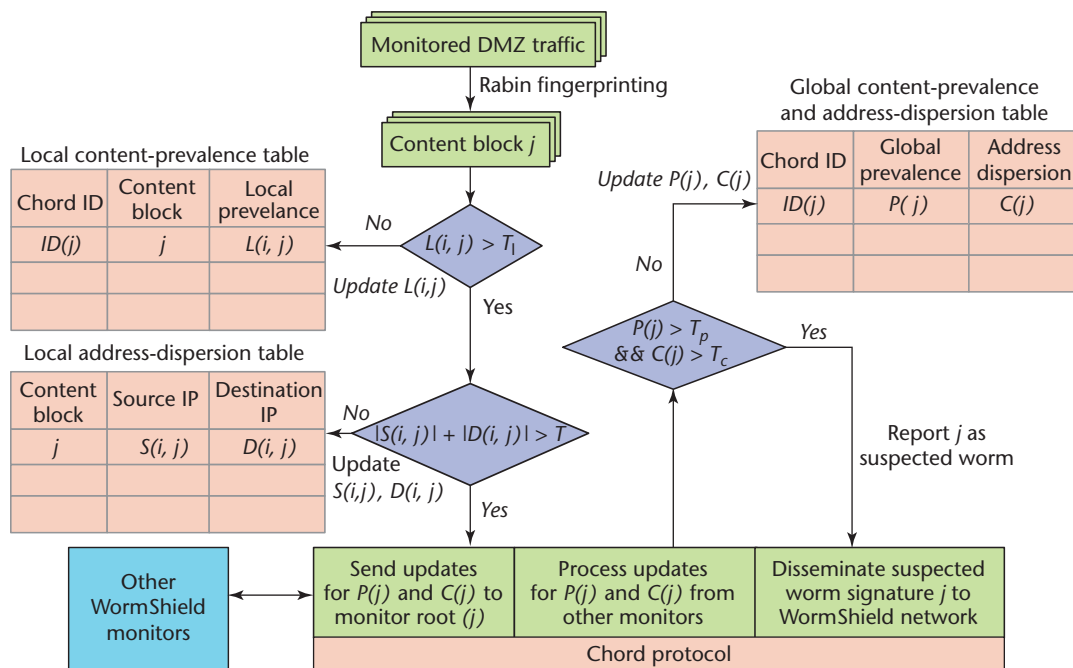 Monitored DMZ traffic
Rabin fingerprinting
Content block j
Local content-prevalence table
Chord ID
Content
block
Local
prevelance
ID(j)
j
L(i, j)
No
L(i, j) > Tl
Update L(i,j)
Yes
Local address-dispersion table
Content
block
Source IP
Destination
IP
j
S(i, j)
D(i, j)
No
|S(i, j)| + |D(i, j)| > T
Update
S(i,j), D(i, j)
Yes
Global content-prevalence
and address-dispersion table
Chord ID
Global
prevalence
Address
dispersion
ID(j)
P( j)
C(j)
Update P(j), C(j)
No
P(j) > Tp
&& C(j) > Tc
Yes
Report j as
suspected worm
Other
WormShield
monitors
Send updates
for P(j) and C(j) to
monitor root (j)
Process updates
for P(j) and C(j) from
other monitors
Disseminate suspected
worm signature j to
WormShield network
Chord protocol